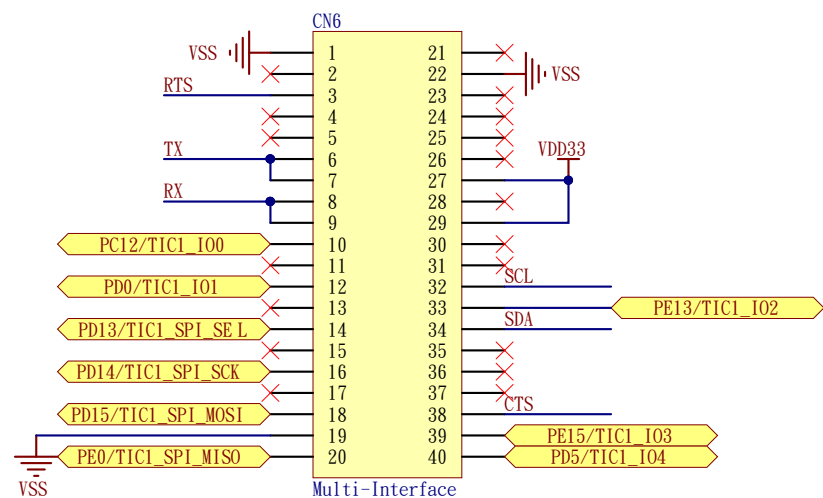 CN6
VSS 1 21
2 22 VSS
RTS 3 23
4 24
5 25
TX 6 26 VDD33
7 27
RX 8 28
9 29
PC12/TIC1_IO0 10 30
11 31
PD0/TIC1_IO1 12 32 SCL
13 33 PE13/TIC1_IO2
PD13/TIC1_SPI_SEL 14 34 SDA
15 35
PD14/TIC1_SPI_SCK 16 36
17 37
PD15/TIC1_SPI_MOSI 18 38 CTS
19 39 PE15/TIC1_IO3
VSS PE0/TIC1_SPI_MISO 20 40 PD5/TIC1_IO4
Multi-Interface